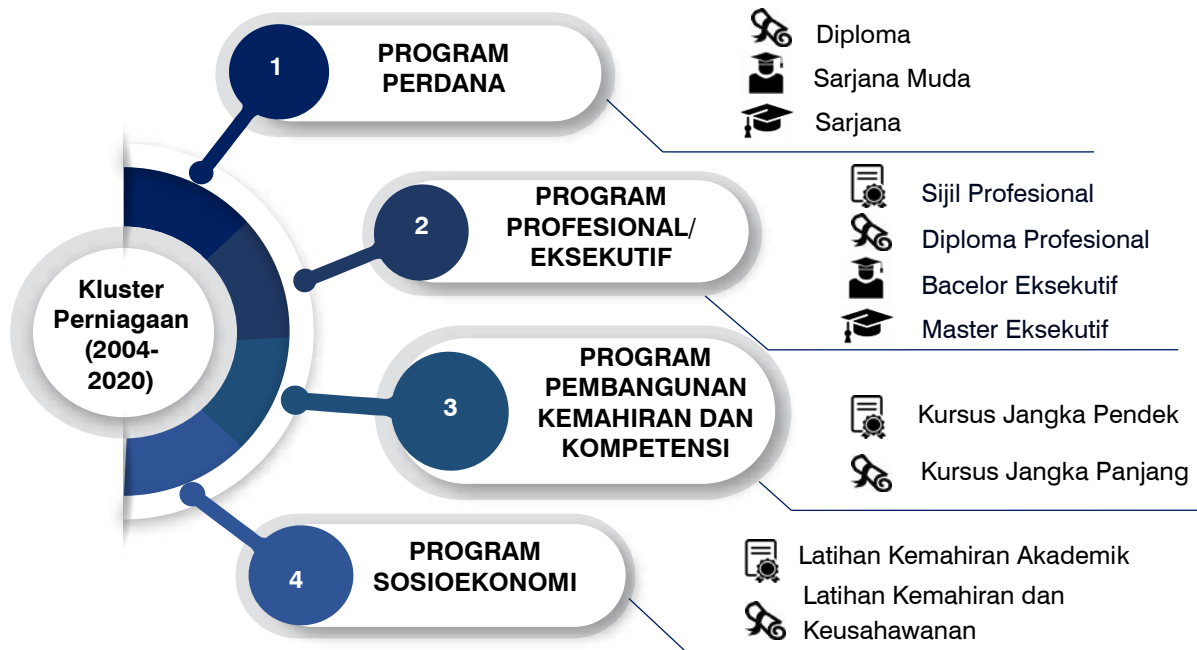 Kluster
Perniagaan
(2004-
2020)
1
PROGRAM
PERDANA
Diploma
Sarjana Muda
Sarjana
2
PROGRAM
PROFESIONAL/
EKSEKUTIF
Sijil Profesional
Diploma Profesional
Bacelor Eksekutif
Master Eksekutif
3
PROGRAM
PEMBANGUNAN
KEMAHIRAN DAN
KOMPETENSI
Kursus Jangka Pendek
Kursus Jangka Panjang
4
PROGRAM
SOSIOEKONOMI
Latihan Kemahiran Akademik
Latihan Kemahiran dan
Keusahawanan